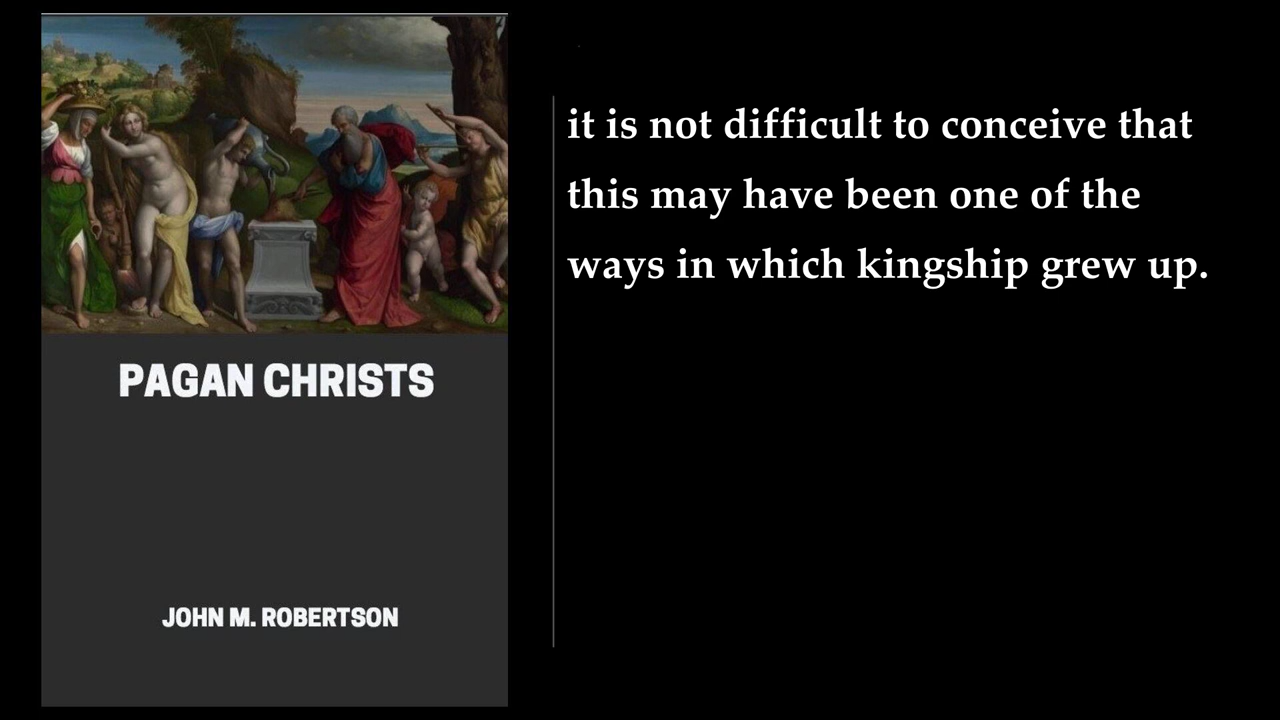 PAGAN CHRISTS
JOHN M. ROBERTSON
it is not difficult to conceive that
this may have been one of the
ways in which kingship grew up.